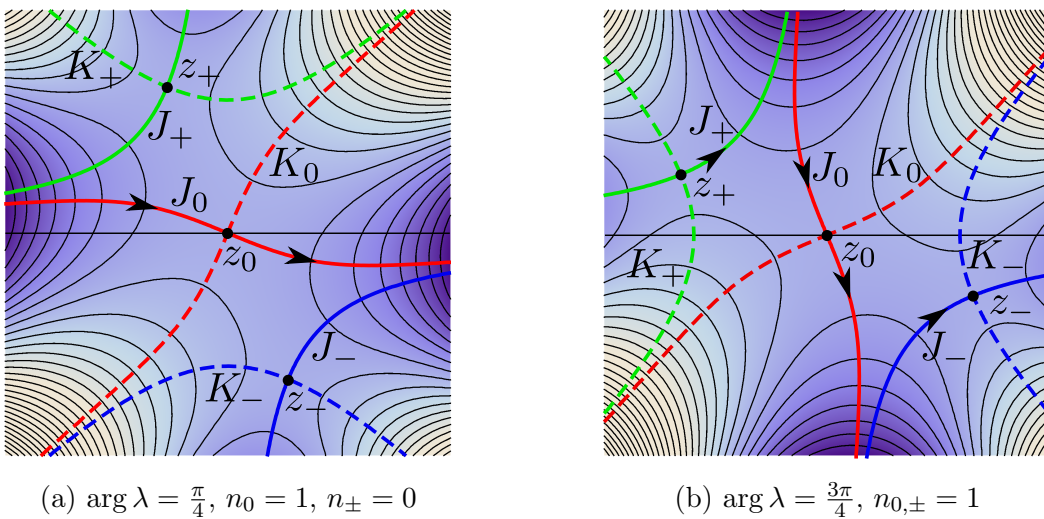 K₊ z₊
J₊
K₀
J₀
z₀
J₋
K₋ z₋
J₊ J₀ K₀
z₊
z₀
K₊ K₋
z₋
J₋
(a) arg λ = π/4, n₀ = 1, n± = 0
(b) arg λ = 3π/4, n₀,± = 1